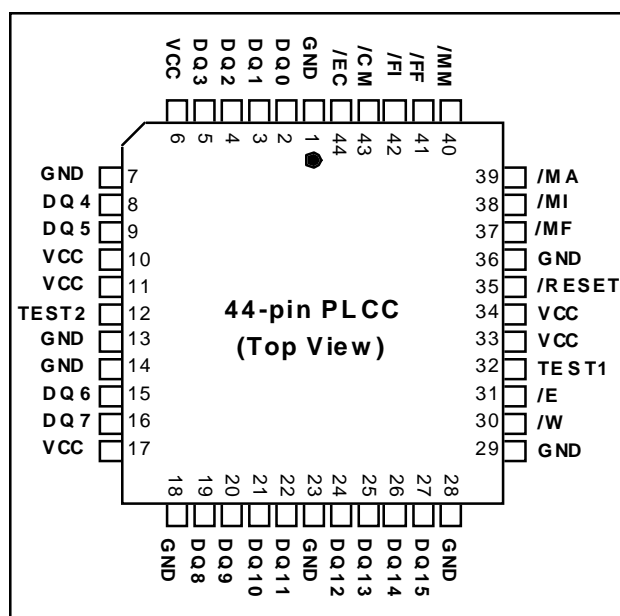 VCC DQ3 DQ2 DQ1 DQ0 GND /EC /CM /FI /FF /MM
6 5 4 3 2 1 44 43 42 41 40
GND 7 39 /MA
DQ4 8 38 /MI
DQ5 9 37 /MF
VCC 10 36 GND
VCC 11 35 /RESET
TEST2 12 34 VCC
GND 13 33 VCC
GND 14 32 TEST1
DQ6 15 31 /E
DQ7 16 30 /W
VCC 17 29 GND
44-pin PLCC
(Top View)
18 19 20 21 22 23 24 25 26 27 28
GND DQ8 DQ9 DQ10 DQ11 GND DQ12 DQ13 DQ14 DQ15 GND